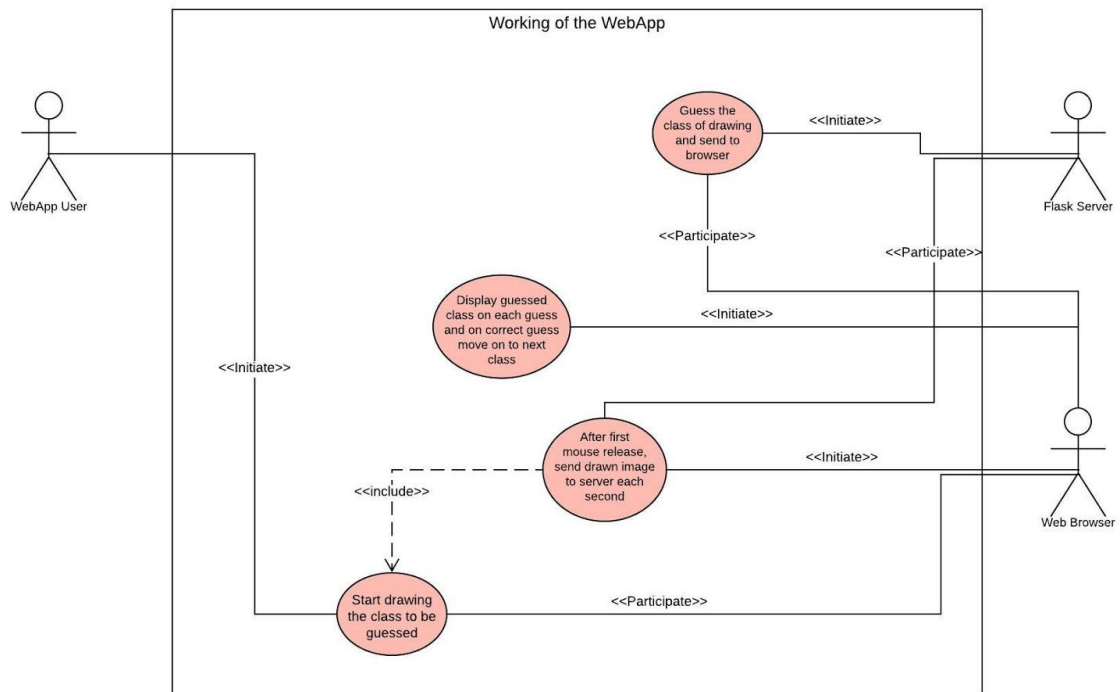 Working of the WebApp
Guess the
class of drawing
and send to
browser
<<Initiate>>
WebApp User
Flask Server
<<Participate>>
<<Participate>>
Display guessed
class on each guess
and on correct guess
move on to next
class
<<Initiate>>
<<Initiate>>
After first
mouse release,
send drawn image
to server each
second
<<Initiate>>
<<include>>
Web Browser
Start drawing
the class to be
guessed
<<Participate>>